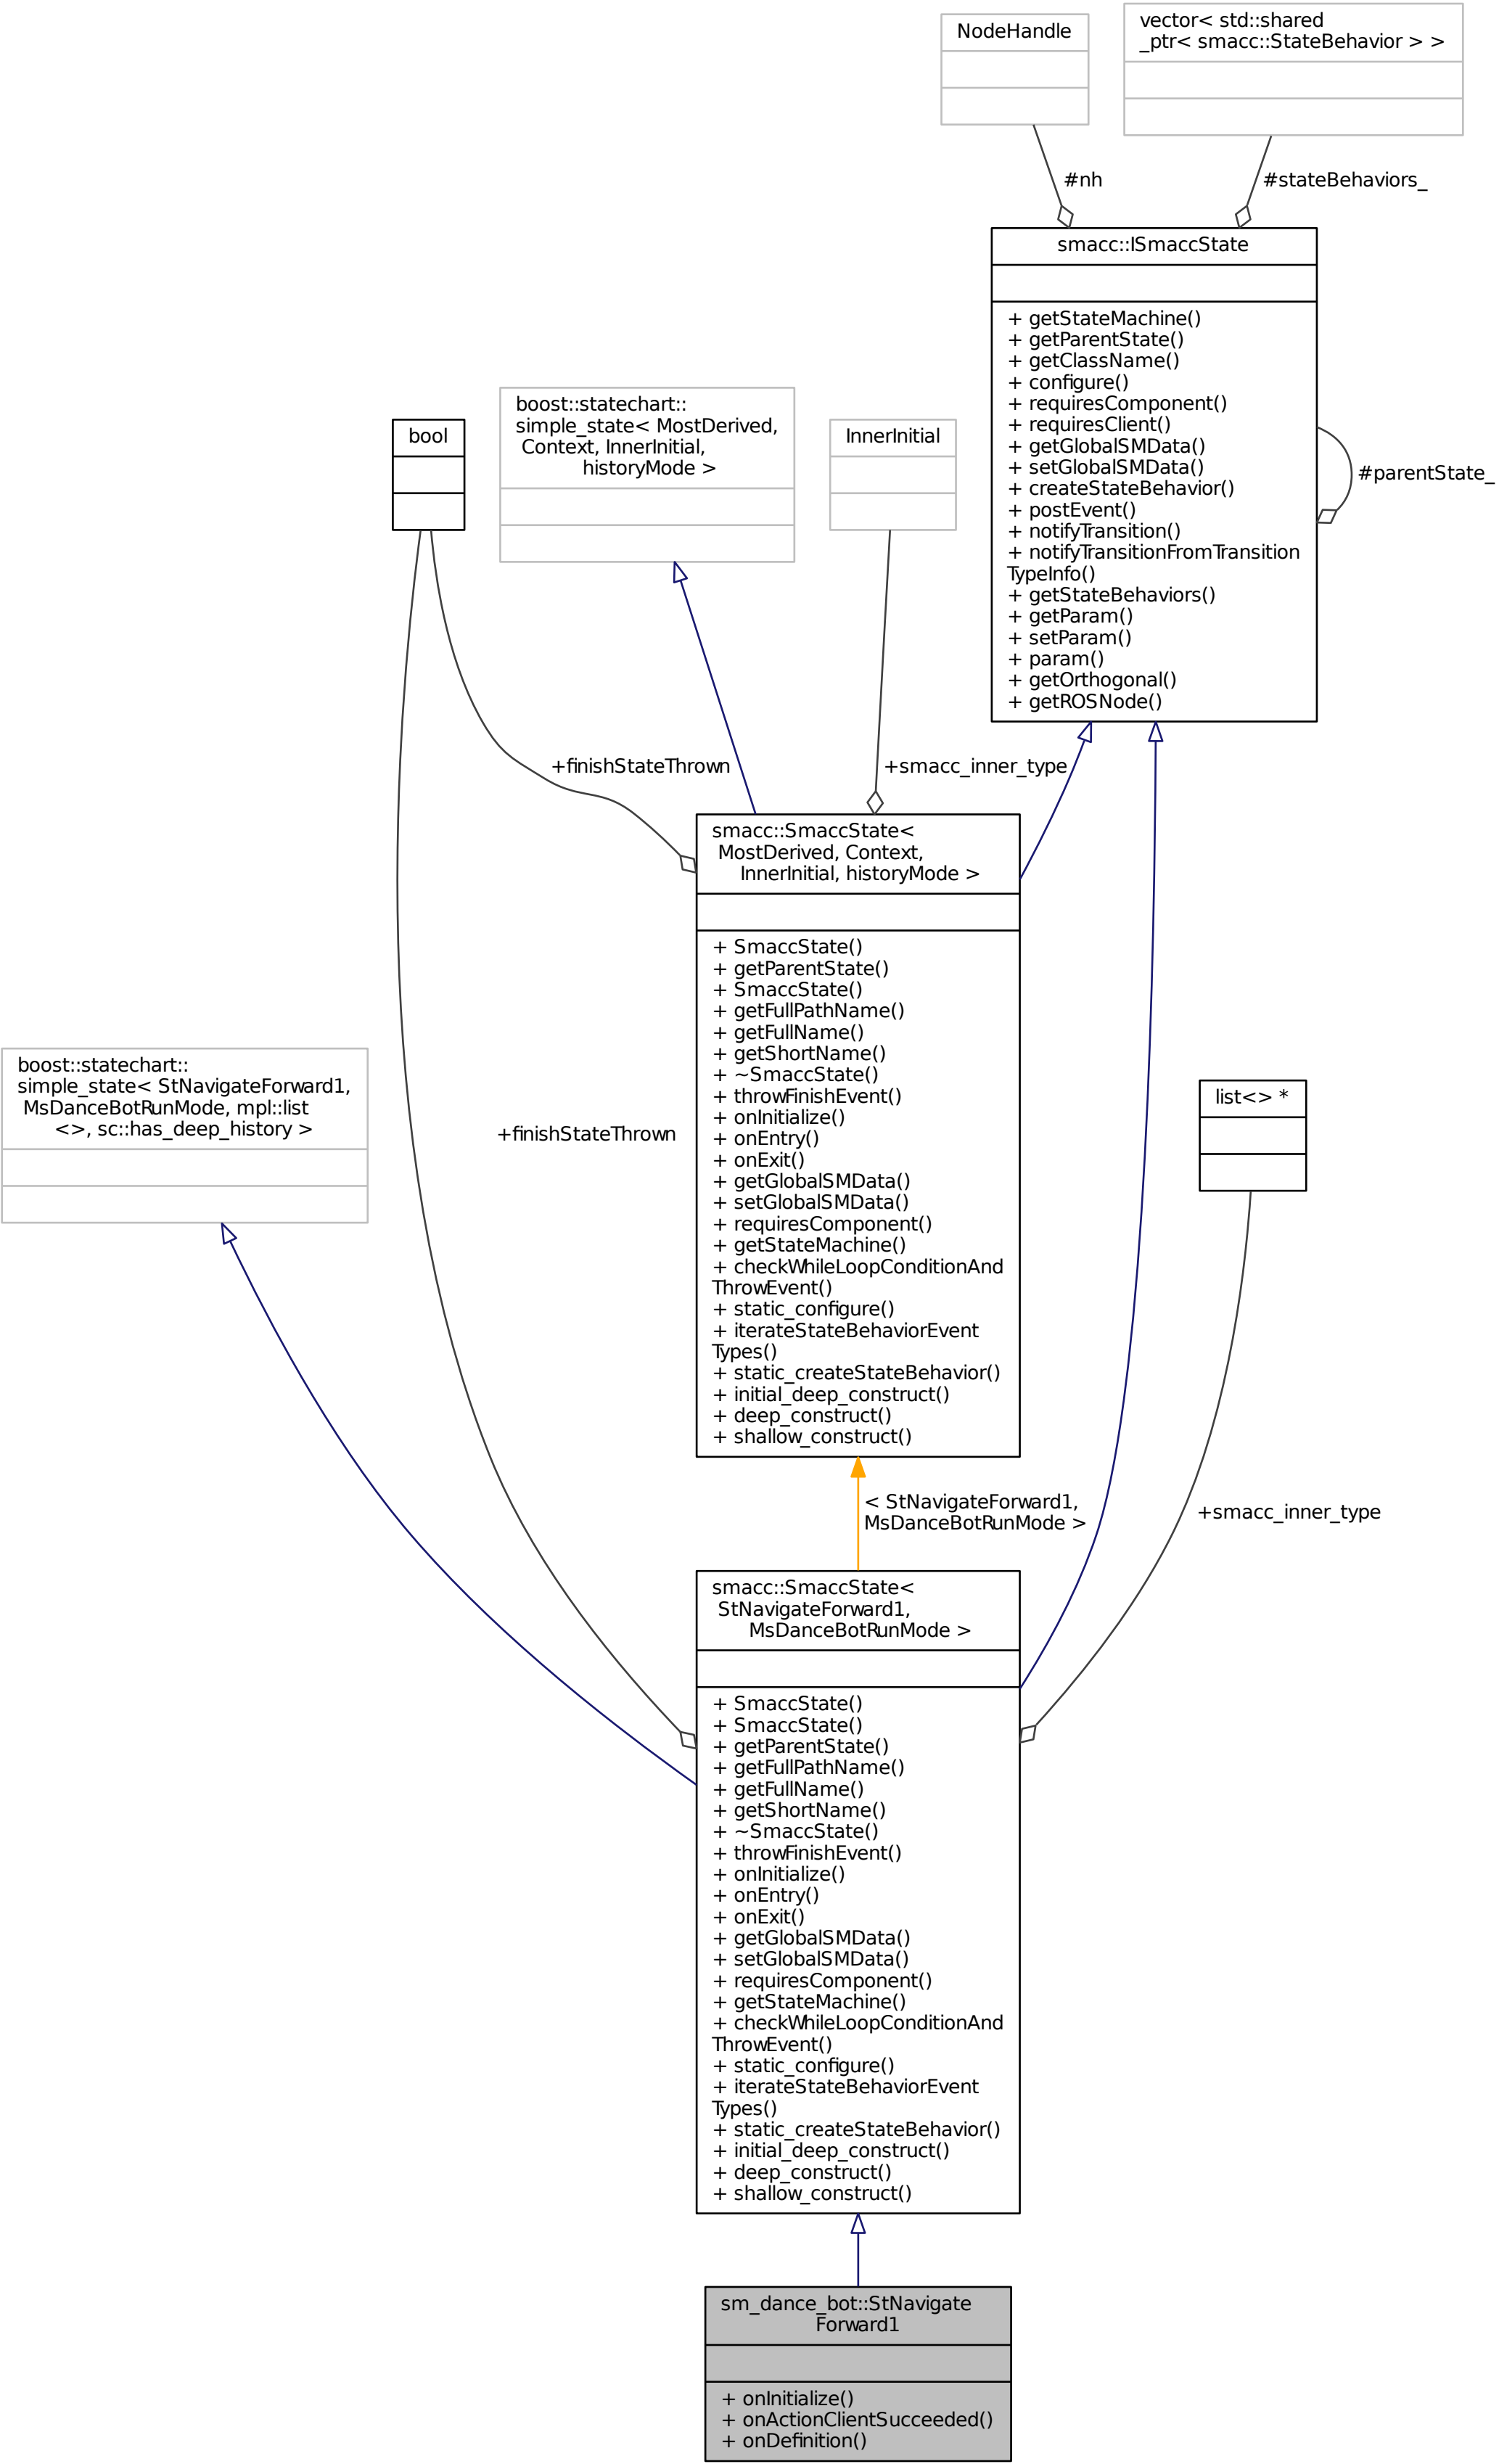 NodeHandle
vector< std::shared
_ptr< smacc::StateBehavior > >
#nh
#stateBehaviors_
smacc::ISmaccState
+ getStateMachine()
+ getParentState()
+ getClassName()
+ configure()
+ requiresComponent()
+ requiresClient()
+ getGlobalSMData()
+ setGlobalSMData()
+ createStateBehavior()
+ postEvent()
+ notifyTransition()
+ notifyTransitionFromTransition
TypeInfo()
+ getStateBehaviors()
+ getParam()
+ setParam()
+ param()
+ getOrthogonal()
+ getROSNode()
#parentState_
bool
boost::statechart::
simple_state< MostDerived,
Context, InnerInitial,
historyMode >
InnerInitial
+finishStateThrown
+smacc_inner_type
smacc::SmaccState<
MostDerived, Context,
InnerInitial, historyMode >
+ SmaccState()
+ getParentState()
+ SmaccState()
+ getFullPathName()
+ getFullName()
+ getShortName()
+ ~SmaccState()
+ throwFinishEvent()
+ onInitialize()
+ onEntry()
+ onExit()
+ getGlobalSMData()
+ setGlobalSMData()
+ requiresComponent()
+ getStateMachine()
+ checkWhileLoopConditionAnd
ThrowEvent()
+ static_configure()
+ iterateStateBehaviorEvent
Types()
+ static_createStateBehavior()
+ initial_deep_construct()
+ deep_construct()
+ shallow_construct()
boost::statechart::
simple_state< StNavigateForward1,
MsDanceBotRunMode, mpl::list
<>, sc::has_deep_history >
+finishStateThrown
list<> *
< StNavigateForward1,
MsDanceBotRunMode >
+smacc_inner_type
smacc::SmaccState<
StNavigateForward1,
MsDanceBotRunMode >
+ SmaccState()
+ SmaccState()
+ getParentState()
+ getFullPathName()
+ getFullName()
+ getShortName()
+ ~SmaccState()
+ throwFinishEvent()
+ onInitialize()
+ onEntry()
+ onExit()
+ getGlobalSMData()
+ setGlobalSMData()
+ requiresComponent()
+ getStateMachine()
+ checkWhileLoopConditionAnd
ThrowEvent()
+ static_configure()
+ iterateStateBehaviorEvent
Types()
+ static_createStateBehavior()
+ initial_deep_construct()
+ deep_construct()
+ shallow_construct()
sm_dance_bot::StNavigate
Forward1
+ onInitialize()
+ onActionClientSucceeded()
+ onDefinition()